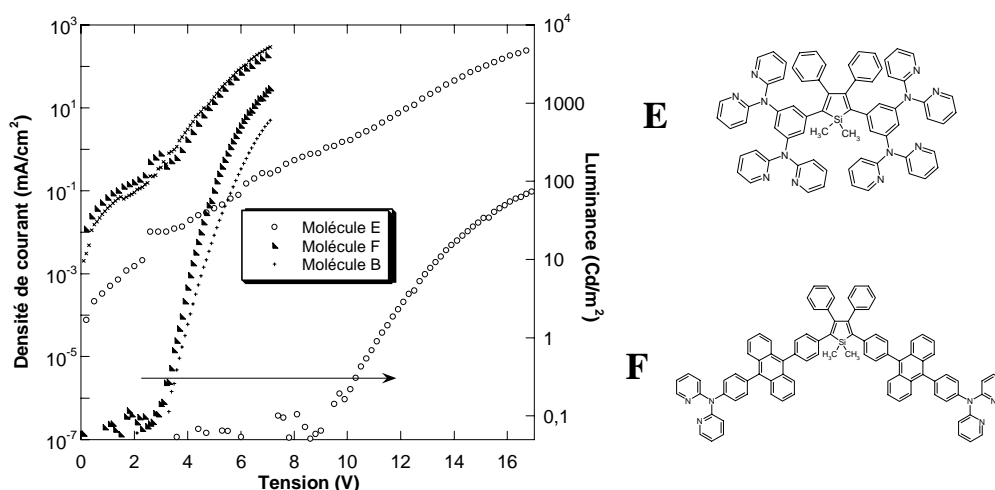 Densité de courant (mA/cm²)
10³
10¹
10⁻¹
10⁻³
10⁻⁵
10⁻⁷
0 2 4 6 8 10 12 14 16
Tension (V)
Molécule E
Molécule F
Molécule B
10⁴
1000
100
10
1
0,1
Luminance (Cd/m²)
E
N N N N
N N
Si
H₃C CH₃
N N
N N N N
F
Si
H₃C CH₃
N N
N N
N N